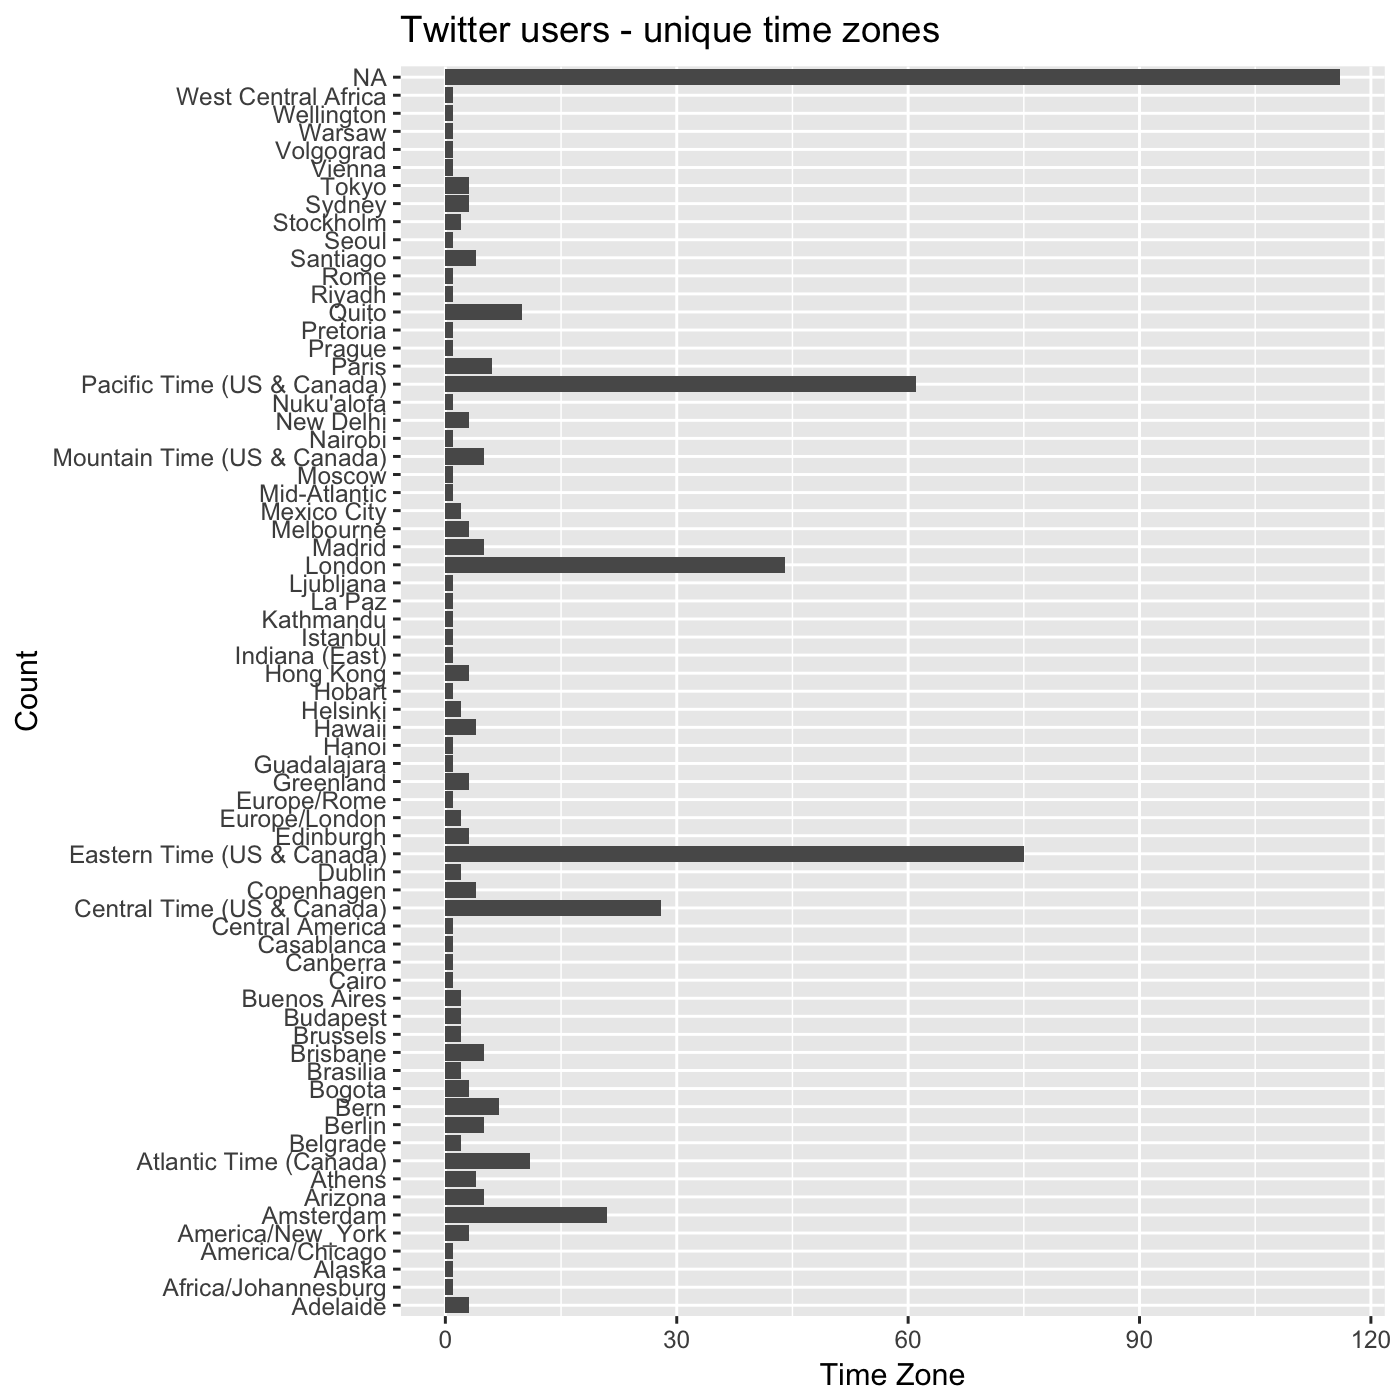 Twitter users - unique time zones
NA
West Central Africa
Wellington
Warsaw
Volgograd
Vienna
Tokyo
Sydney
Stockholm
Seoul
Santiago
Rome
Riyadh
Quito
Pretoria
Prague
Paris
Pacific Time (US & Canada)
Nuku'alofa
New Delhi
Nairobi
Mountain Time (US & Canada)
Moscow
Mid-Atlantic
Mexico City
Melbourne
Madrid
London
Ljubljana
La Paz
Kathmandu
Istanbul
Indiana (East)
Hong Kong
Hobart
Helsinki
Hawaii
Hanoi
Guadalajara
Greenland
Europe/Rome
Europe/London
Edinburgh
Eastern Time (US & Canada)
Dublin
Copenhagen
Central Time (US & Canada)
Central America
Casablanca
Canberra
Cairo
Buenos Aires
Budapest
Brussels
Brisbane
Brasilia
Bogota
Bern
Berlin
Belgrade
Atlantic Time (Canada)
Athens
Arizona
Amsterdam
America/New_York
America/Chicago
Alaska
Africa/Johannesburg
Adelaide
Count
0 30 60 90 120
Time Zone